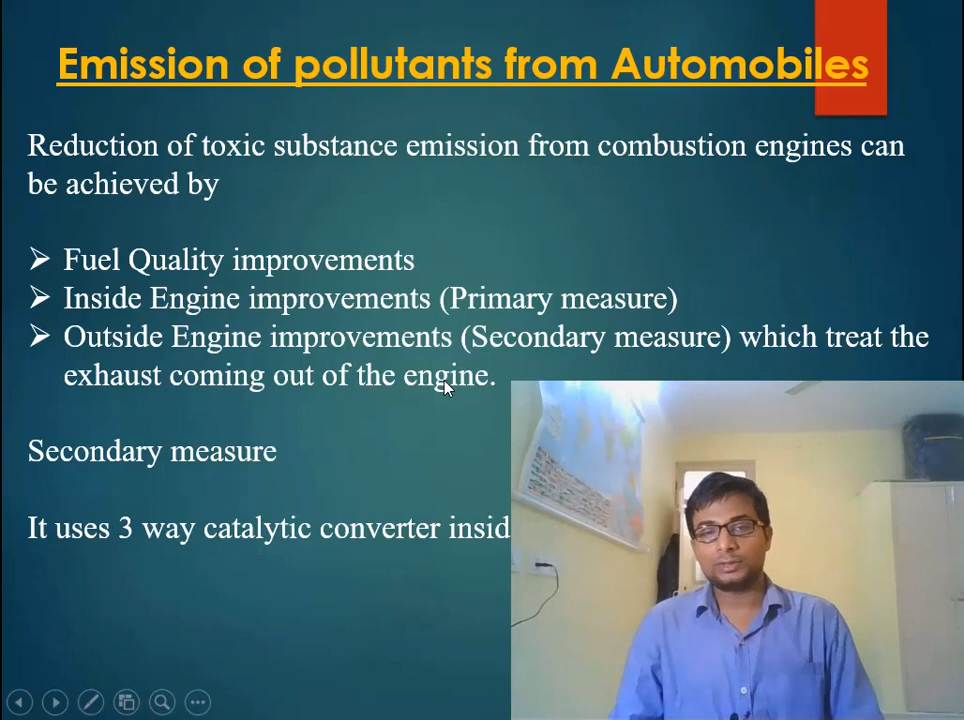 Emission of pollutants from Automobiles
Reduction of toxic substance emission from combustion engines can
be achieved by
Fuel Quality improvements
Inside Engine improvements (Primary measure)
Outside Engine improvements (Secondary measure) which treat the
exhaust coming out of the engine.
Secondary measure
It uses 3 way catalytic converter insid